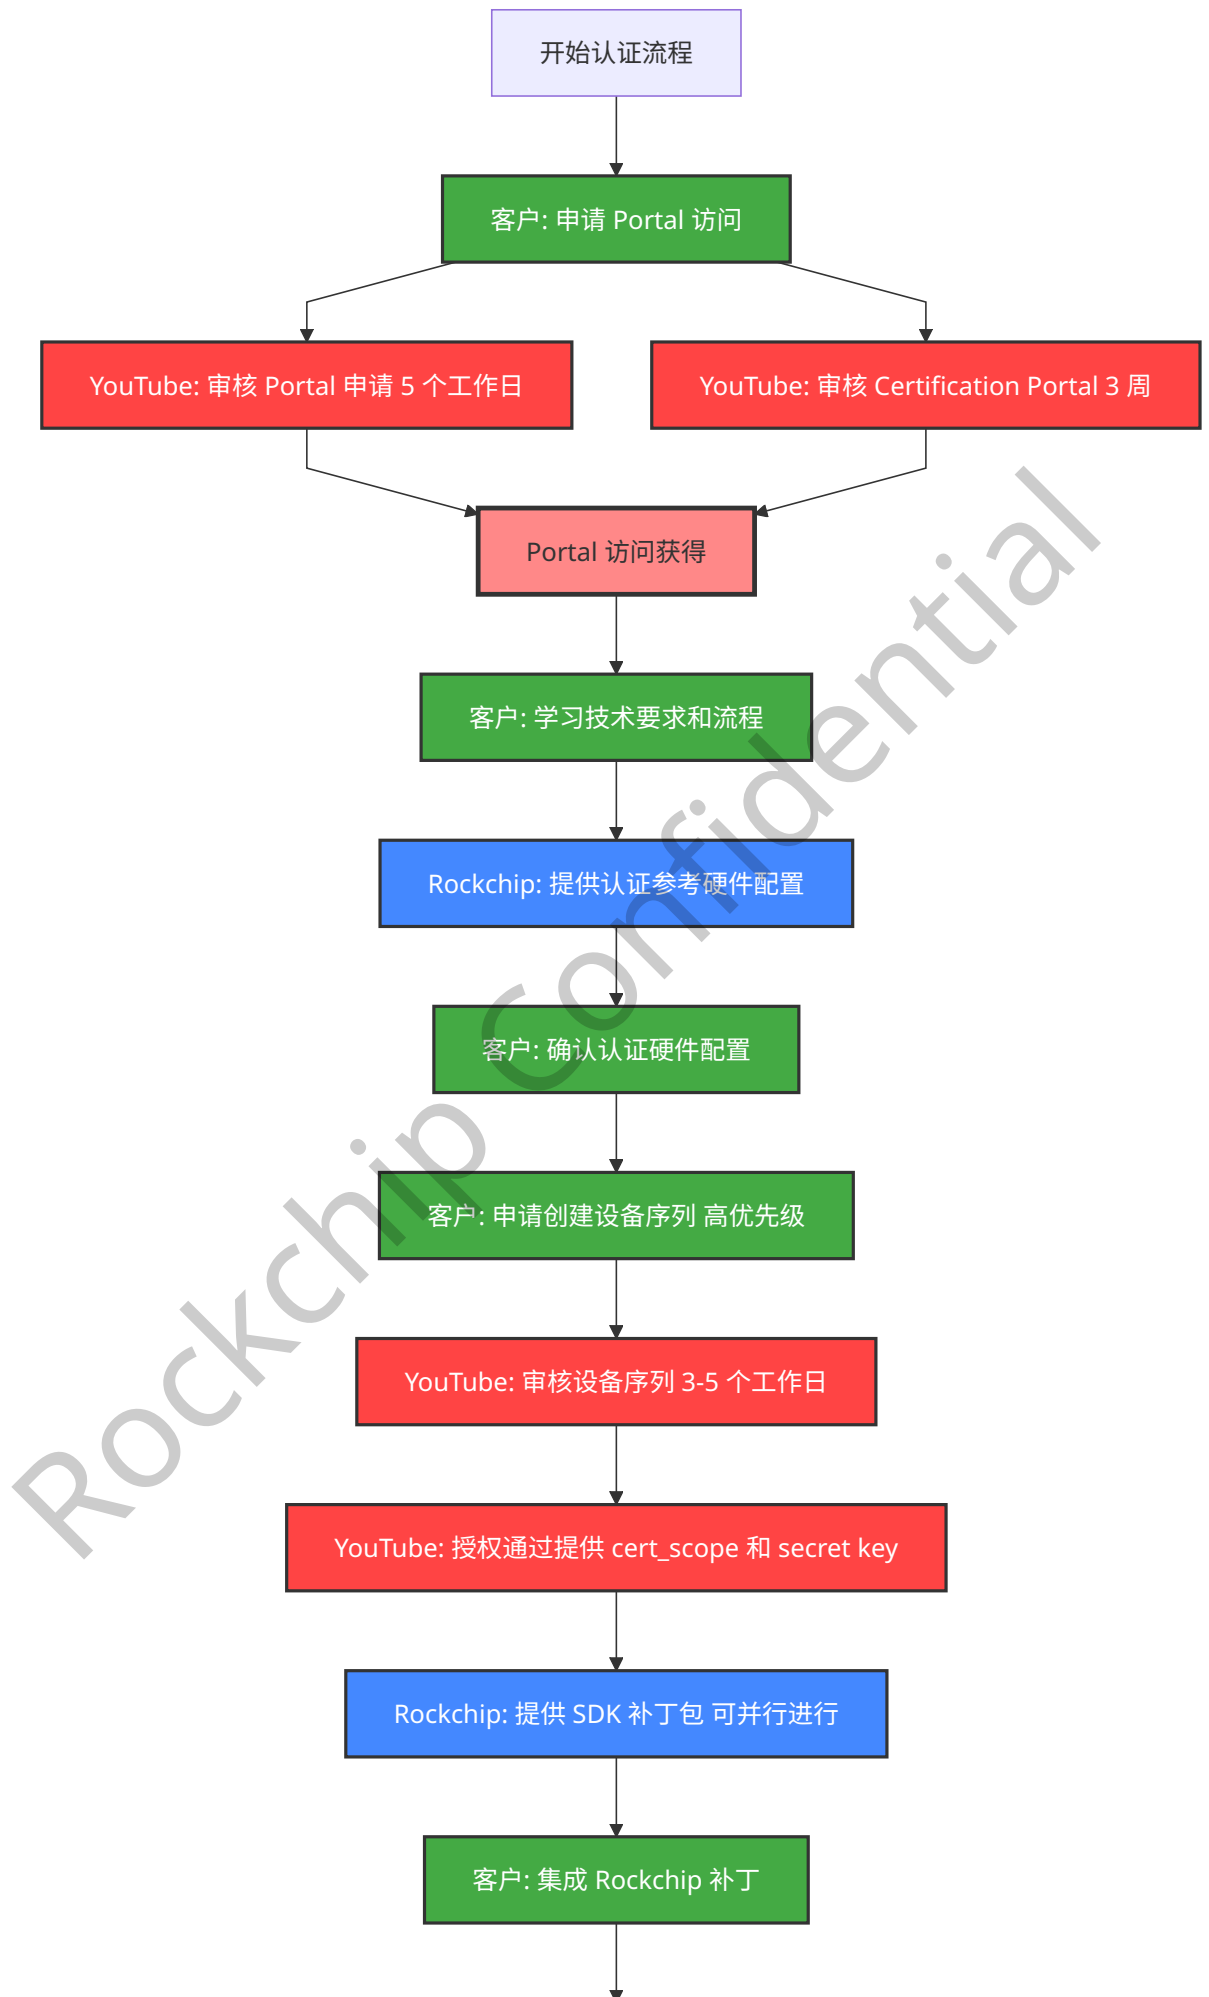 开始认证流程
客户: 申请 Portal 访问
YouTube: 审核 Portal 申请 5 个工作日
YouTube: 审核 Certification Portal 3 周
Portal 访问获得
客户: 学习技术要求和流程
Rockchip: 提供认证参考硬件配置
客户: 确认认证硬件配置
客户: 申请创建设备序列 高优先级
YouTube: 审核设备序列 3-5 个工作日
YouTube: 授权通过提供 cert_scope 和 secret key
Rockchip: 提供 SDK 补丁包 可并行进行
客户: 集成 Rockchip 补丁
Rockchip Confidential